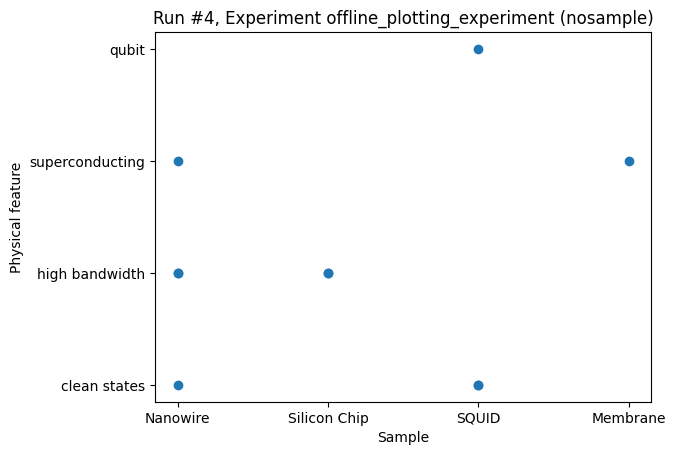 Run #4, Experiment offline_plotting_experiment (nosample)
qubit
superconducting
high bandwidth
clean states
Physical feature
Nanowire
Silicon Chip
SQUID
Membrane
Sample